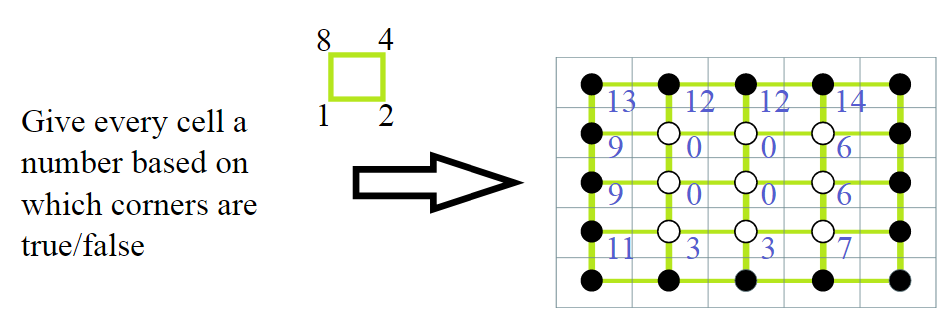 8 4
1 2
Give every cell a
number based on
which corners are
true/false
13 12 12 14
9 0 0 6
9 0 0 6
11 3 3 7